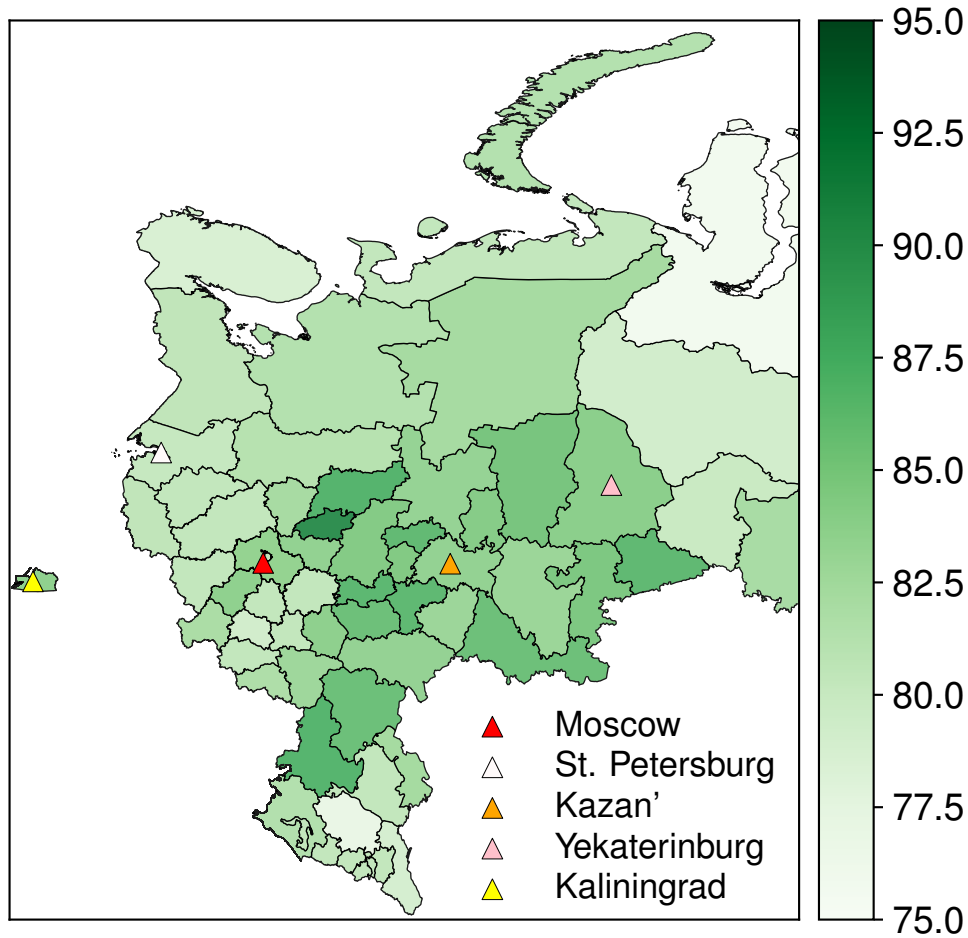 95.0
92.5
90.0
87.5
85.0
82.5
80.0
77.5
75.0
Moscow
St. Petersburg
Kazan’
Yekaterinburg
Kaliningrad